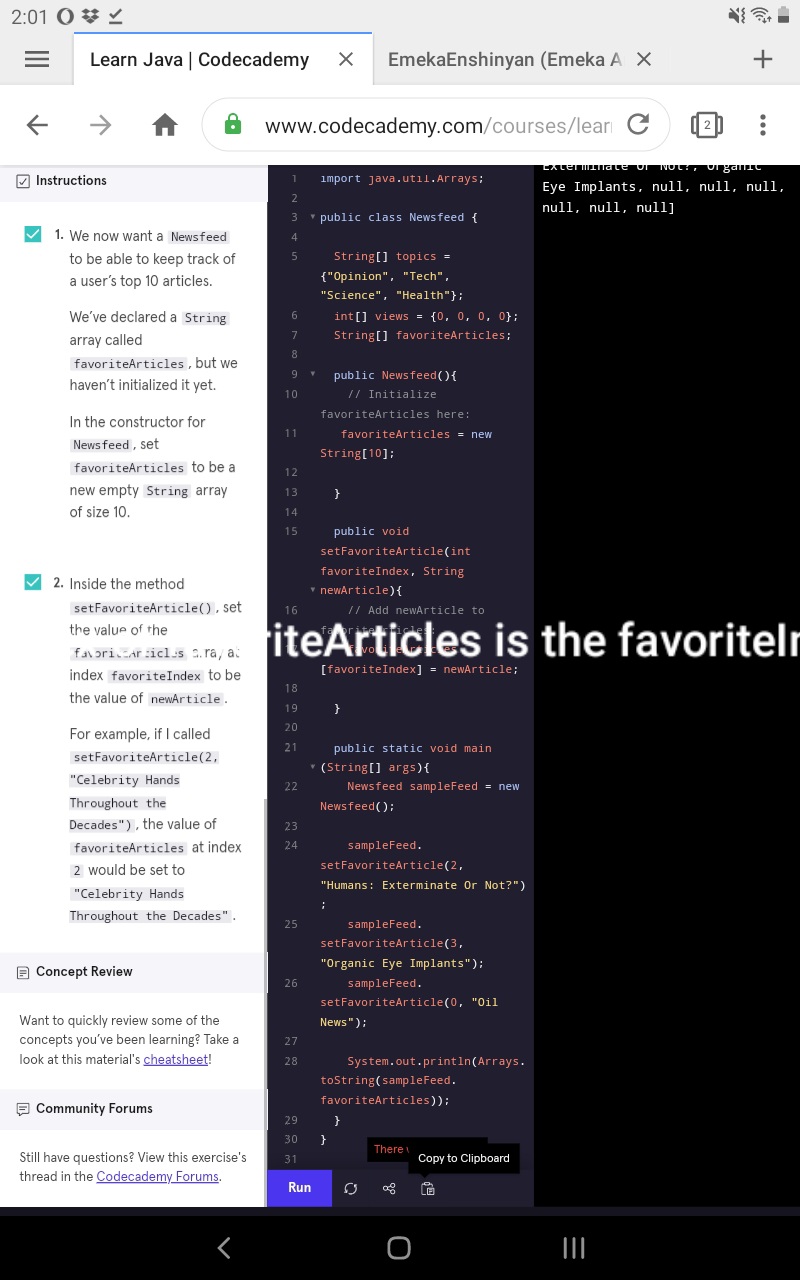 2:01
Learn Java | Codecademy
EmekaEnshinyan (Emeka A
www.codecademy.com/courses/lear
2
Instructions
1. We now want a Newsfeed
to be able to keep track of
a user's top 10 articles.
We've declared a String
array called
favoriteArticles, but we
haven't initialized it yet.
In the constructor for
Newsfeed, set
favoriteArticles to be a
new empty String array
of size 10.
2. Inside the method
setFavoriteArticle(), set
the value of the
favoriteArticles array at
index favoriteIndex to be
the value of newArticle.
For example, if I called
setFavoriteArticle(2,
"Celebrity Hands
Throughout the
Decades"), the value of
favoriteArticles at index
2 would be set to
"Celebrity Hands
Throughout the Decades".
Concept Review
Want to quickly review some of the
concepts you've been learning? Take a
look at this material's cheatsheet!
Community Forums
Still have questions? View this exercise's
thread in the Codecademy Forums.
1 import java.util.Arrays;
2
3 public class Newsfeed {
4
5 String[] topics =
{"Opinion", "Tech",
"Science", "Health"};
6 int[] views = {0, 0, 0, 0};
7 String[] favoriteArticles;
8
9 public Newsfeed(){
10 // Initialize
favoriteArticles here:
11 favoriteArticles = new
String[10];
12
13 }
14
15 public void
setFavoriteArticle(int
favoriteIndex, String
newArticle){
16 // Add newArticle to
favoriteArticles:
17 favoriteArticles
[favoriteIndex] = newArticle;
18
19 }
20
21 public static void main
(String[] args){
22 Newsfeed sampleFeed = new
Newsfeed();
23
24 sampleFeed.
setFavoriteArticle(2,
"Humans: Exterminate Or Not?")
;
25 sampleFeed.
setFavoriteArticle(3,
"Organic Eye Implants");
26 sampleFeed.
setFavoriteArticle(0, "Oil
News");
27
28 System.out.println(Arrays.
toString(sampleFeed.
favoriteArticles));
29 }
30 }
31
riteArticles is the favoriteIn
There
Copy to Clipboard
Run
Exterminate Or Not?, Organic
Eye Implants, null, null, null,
null, null, null]